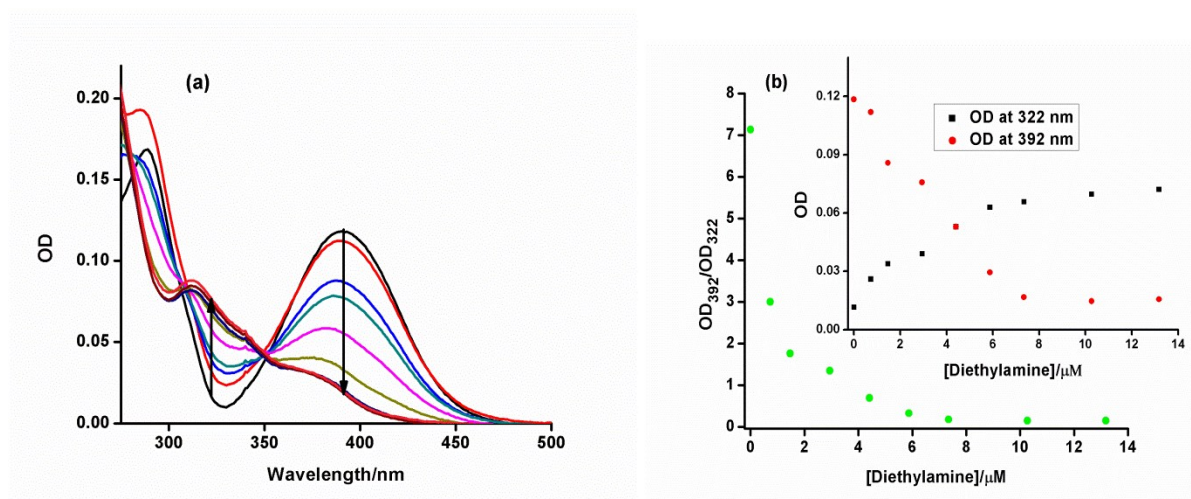 (a)
0.20
0.15
0.10
0.05
0.00
OD
300 350 400 450 500
Wavelength/nm
(b)
8
7
6
5
4
3
2
1
0
OD392/OD322
0 2 4 6 8 10 12 14
[Diethylamine]/μM
0.12
0.09
0.06
0.03
0.00
OD
OD at 322 nm
OD at 392 nm
0 2 4 6 8 10 12 14
[Diethylamine]/μM